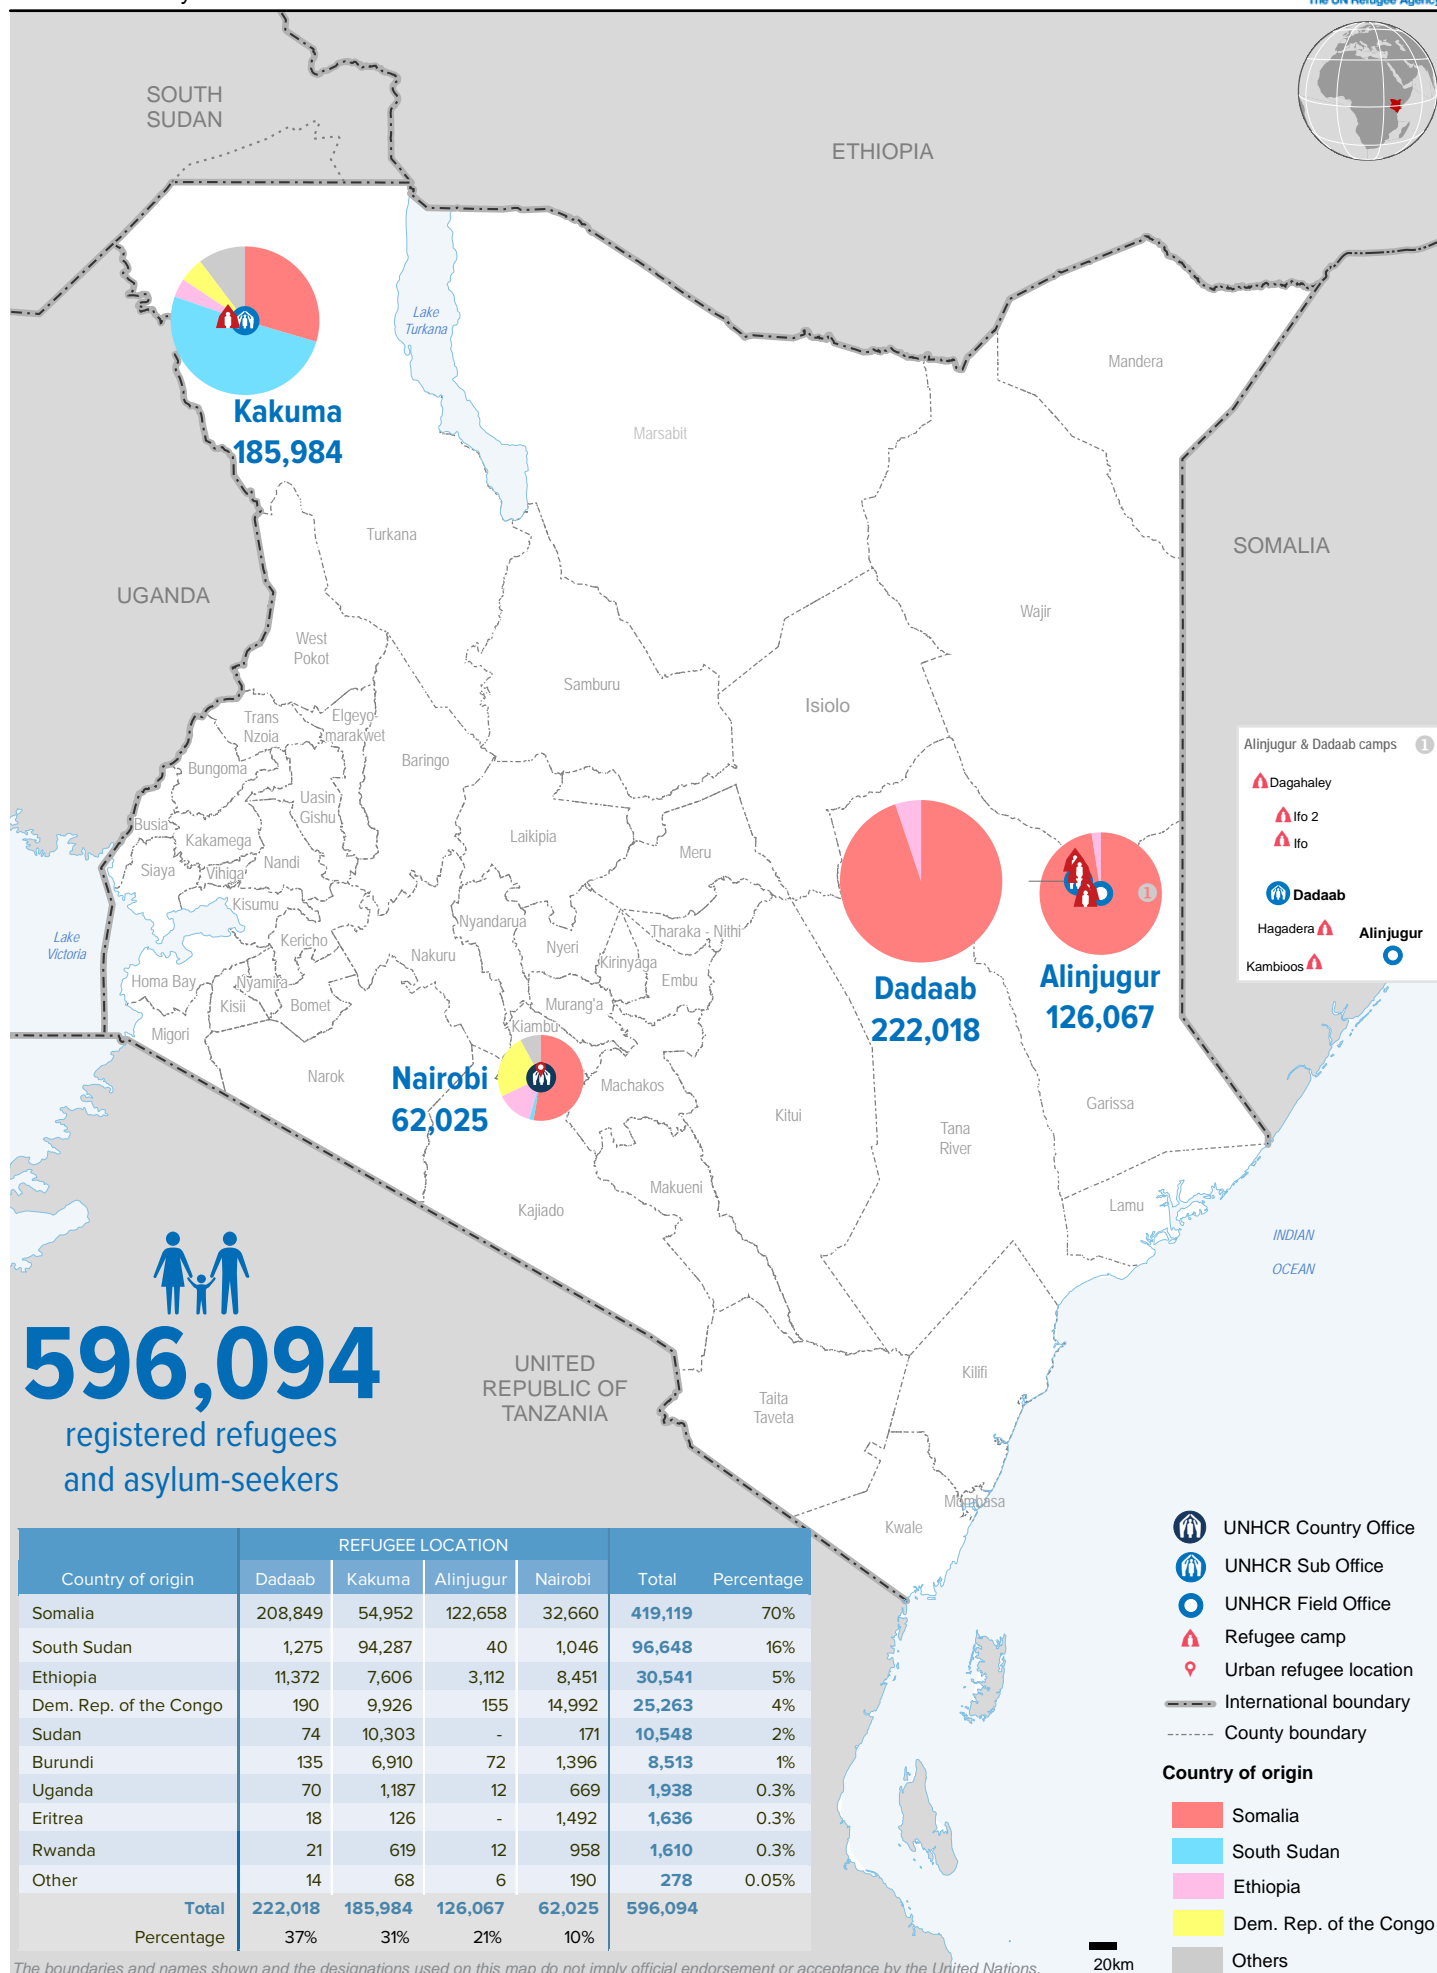 The UN Refugee Agency
SOUTH
SUDAN
ETHIOPIA
Lake
Turkana
Mandera
Kakuma
185,984
Marsabit
Turkana
SOMALIA
UGANDA
Wajir
West
Pokot
Samburu
Isiolo
Trans
Nzoia
Elgeyo-
marakwet
Baringo
Bungoma
Uasin
Gishu
Busia
Kakamega
Laikipia
Meru
Siaya
Vihiga
Nandi
Kisumu
Nyandarua
Tharaka - Nithi
Lake
Victoria
Kericho
Nakuru
Nyeri
Kirinyaga
Embu
Homa Bay
Nyamira
Kisii
Bomet
Murang'a
Kiambu
Migori
Narok
Dadaab
222,018
Alinjugur
126,067
1
Alinjugur & Dadaab camps 1
Dagahaley
Ifo 2
Ifo
Dadaab
Hagadera
Alinjugur
Kambioos
Nairobi
62,025
Machakos
Kitui
Tana
River
Garissa
Makueni
Kajiado
Lamu
INDIAN
OCEAN
596,094
registered refugees
and asylum-seekers
UNITED
REPUBLIC OF
TANZANIA
Kilifi
Taita
Taveta
Mombasa
Kwale
REFUGEE LOCATION
Country of origin Dadaab Kakuma Alinjugur Nairobi Total Percentage
Somalia 208,849 54,952 122,658 32,660 419,119 70%
South Sudan 1,275 94,287 40 1,046 96,648 16%
Ethiopia 11,372 7,606 3,112 8,451 30,541 5%
Dem. Rep. of the Congo 190 9,926 155 14,992 25,263 4%
Sudan 74 10,303 - 171 10,548 2%
Burundi 135 6,910 72 1,396 8,513 1%
Uganda 70 1,187 12 669 1,938 0.3%
Eritrea 18 126 - 1,492 1,636 0.3%
Rwanda 21 619 12 958 1,610 0.3%
Other 14 68 6 190 278 0.05%
Total 222,018 185,984 126,067 62,025 596,094
Percentage 37% 31% 21% 10%
UNHCR Country Office
UNHCR Sub Office
UNHCR Field Office
Refugee camp
Urban refugee location
International boundary
County boundary
Country of origin
Somalia
South Sudan
Ethiopia
Dem. Rep. of the Congo
Others
20km
The boundaries and names shown and the designations used on this map do not imply official endorsement or acceptance by the United Nations.